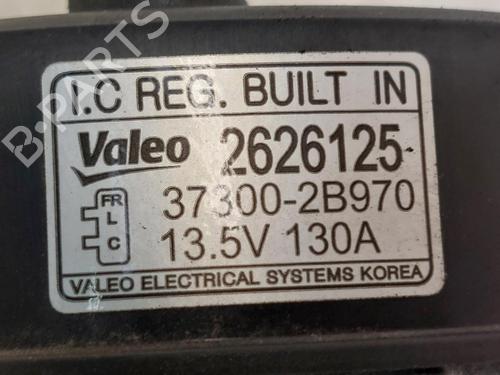 I.C REG. BUILT IN
Valeo 2626125
FR
L
C
37300-2B970
13.5V 130A
VALEO ELECTRICAL SYSTEMS KOREA
B-PARTS